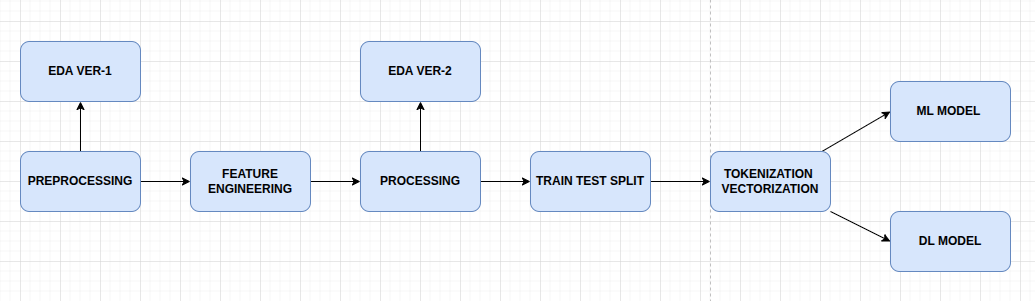 EDA VER-1
EDA VER-2
ML MODEL
PREPROCESSING
FEATURE
ENGINEERING
PROCESSING
TRAIN TEST SPLIT
TOKENIZATION
VECTORIZATION
DL MODEL